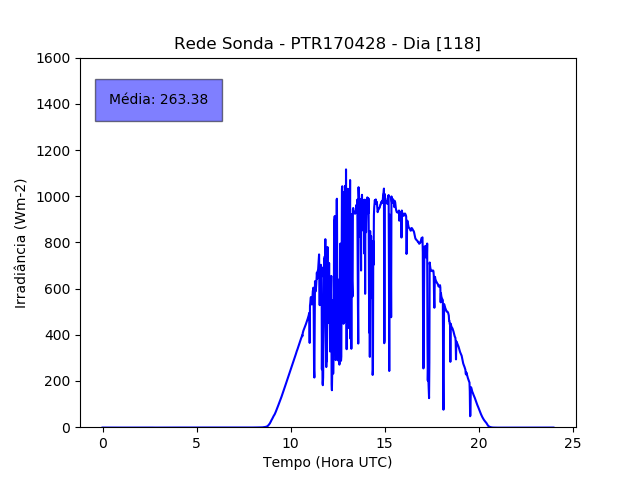 Rede Sonda - PTR170428 - Dia [118]
1600
1400
1200
1000
800
600
400
200
0
Irradiância (Wm-2)
Média: 263.38
0 5 10 15 20 25
Tempo (Hora UTC)